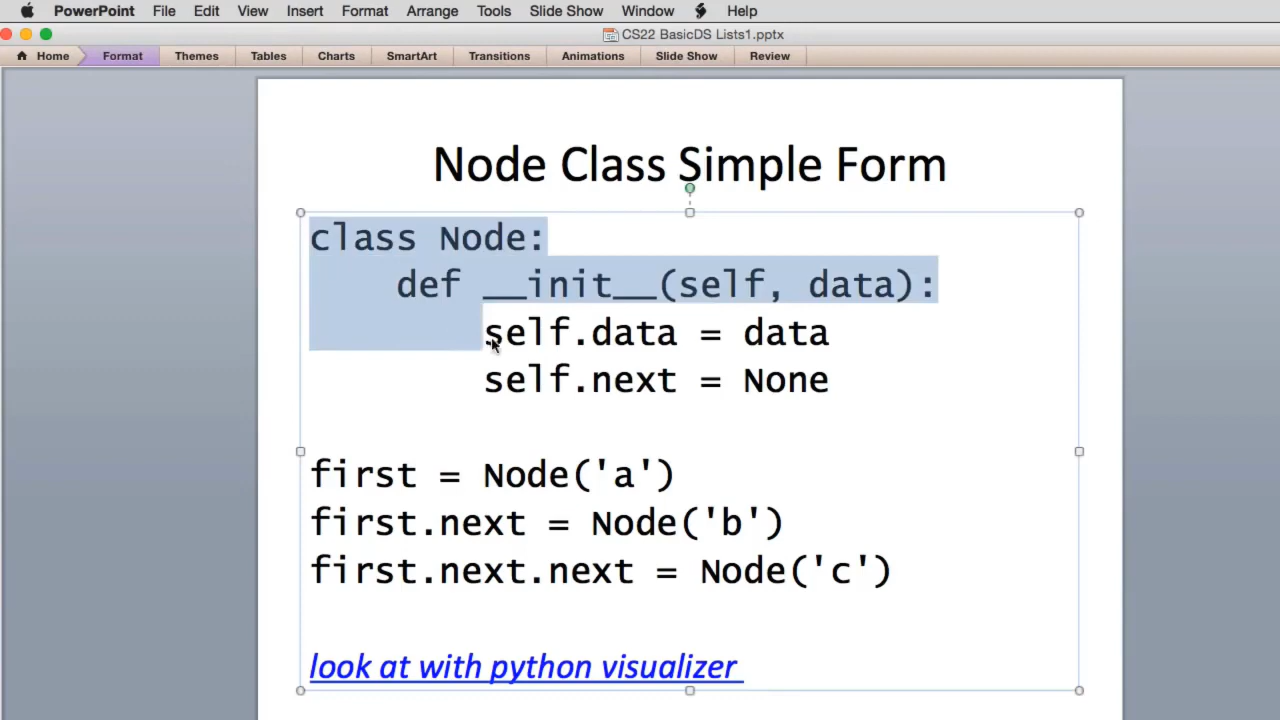 PowerPoint File Edit View Insert Format Arrange Tools Slide Show Window Help
CS22 BasicDS Lists1.pptx
Home Format Themes Tables Charts SmartArt Transitions Animations Slide Show Review
Node Class Simple Form
class Node:
    def __init__(self, data):
        self.data = data
        self.next = None
first = Node('a')
first.next = Node('b')
first.next.next = Node('c')
look at with python visualizer